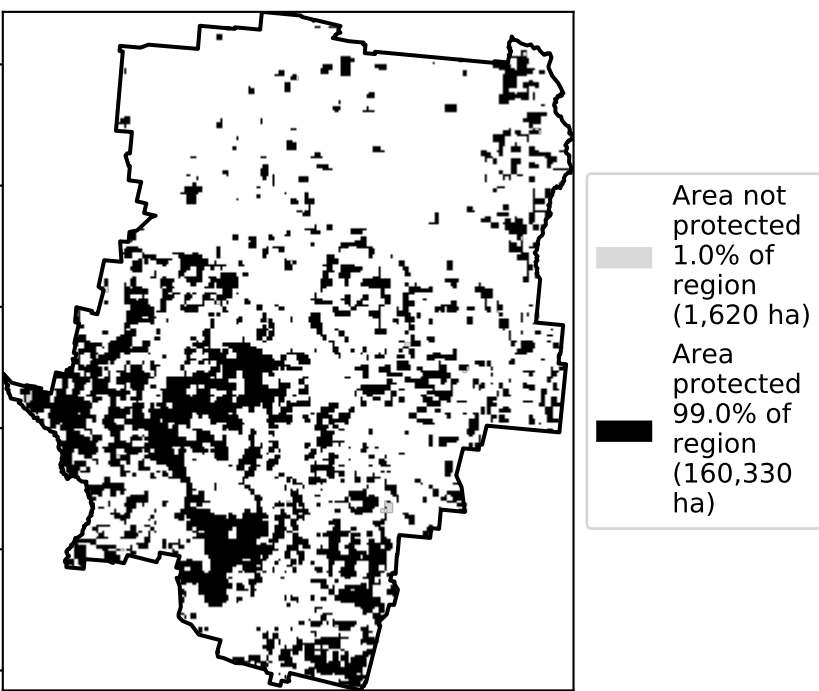 Area not
protected
1.0% of
region
(1,620 ha)
Area
protected
99.0% of
region
(160,330
ha)